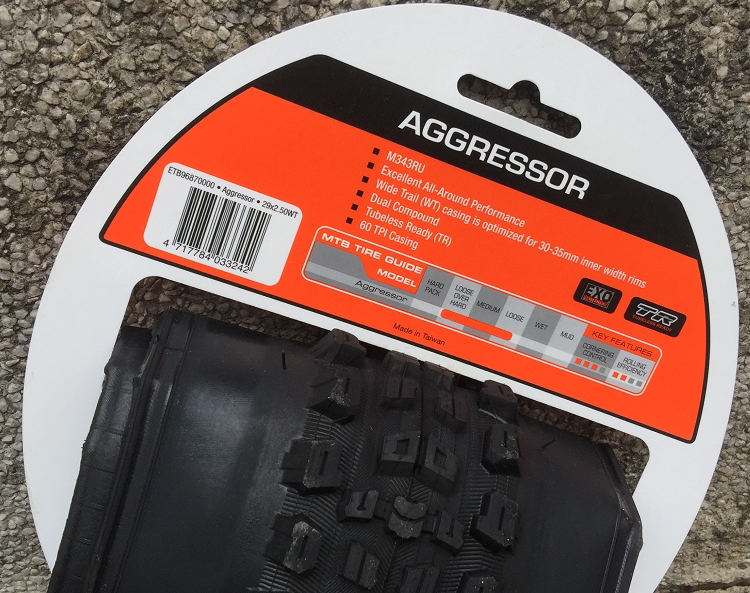 AGGRESSOR
M343RU
Excellent All-Around Performance
Wide Trail (WT) casing is optimized for 30-35mm inner width rims
Dual Compound
Tubeless Ready (TR)
60 TPI Casing
ETB96870000 • Aggressor • 29x2.50WT
4 717784 033242
EXO
TR
TUBELESS READY
MTB TIRE GUIDE
MODEL
HARD PACK
LOOSE OVER HARD
MEDIUM
LOOSE
WET
MUD
KEY FEATURES
CORNERING CONTROL
ROLLING EFFICIENCY
Aggressor
Made in Taiwan